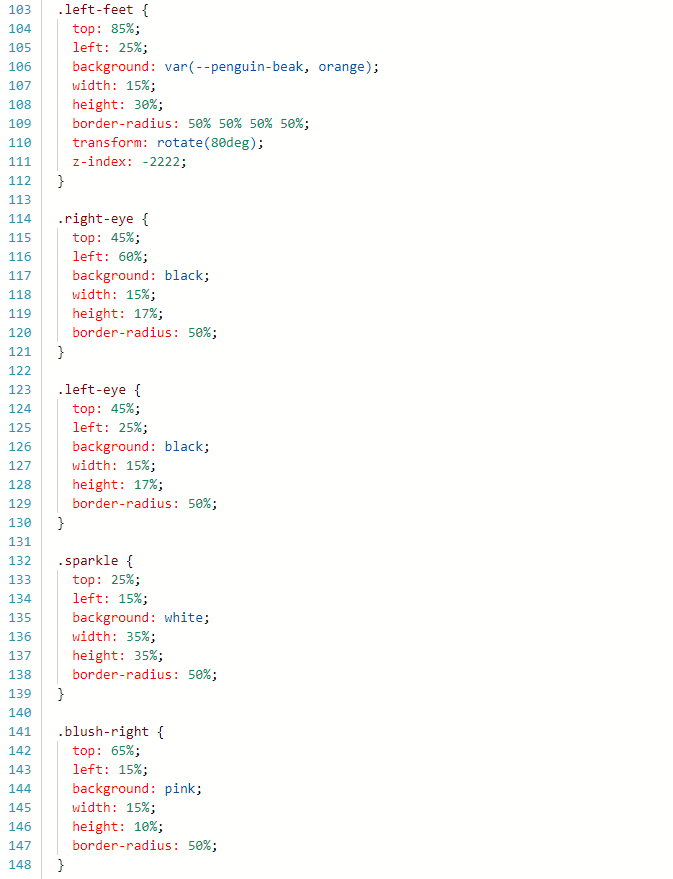 103 .left-feet {
104 top: 85%;
105 left: 25%;
106 background: var(--penguin-beak, orange);
107 width: 15%;
108 height: 30%;
109 border-radius: 50% 50% 50% 50%;
110 transform: rotate(80deg);
111 z-index: -2222;
112 }
113
114 .right-eye {
115 top: 45%;
116 left: 60%;
117 background: black;
118 width: 15%;
119 height: 17%;
120 border-radius: 50%;
121 }
122
123 .left-eye {
124 top: 45%;
125 left: 25%;
126 background: black;
127 width: 15%;
128 height: 17%;
129 border-radius: 50%;
130 }
131
132 .sparkle {
133 top: 25%;
134 left: 15%;
135 background: white;
136 width: 35%;
137 height: 35%;
138 border-radius: 50%;
139 }
140
141 .blush-right {
142 top: 65%;
143 left: 15%;
144 background: pink;
145 width: 15%;
146 height: 10%;
147 border-radius: 50%;
148 }